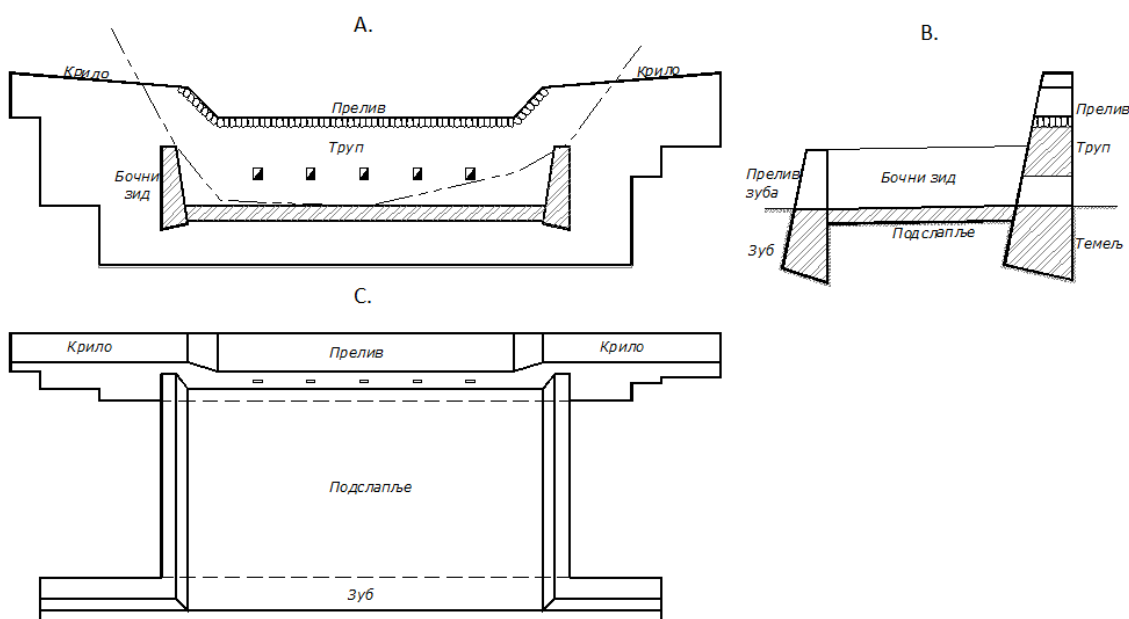 A.
Крило
Крило
Прелив
Труп
Бочни
зид
B.
Прелив
Труп
Прелив
зуба
Бочни зид
Подслапље
Зуб
Темељ
C.
Крило
Прелив
Крило
Подслапље
Зуб